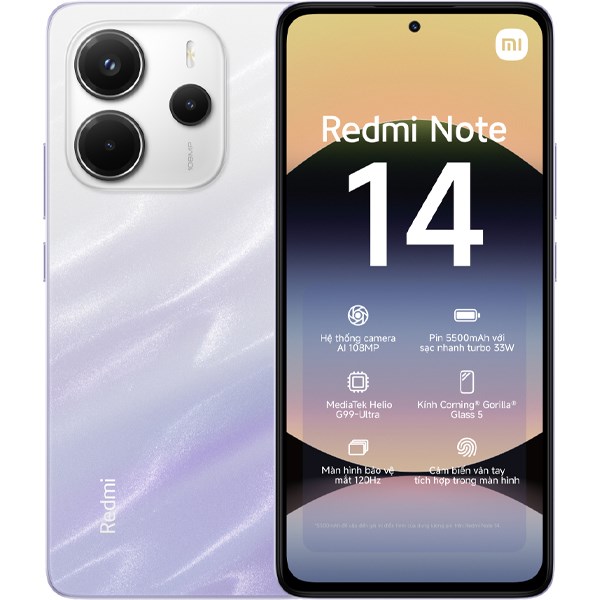 108MP
Redmi
mi
Redmi Note
14
Hệ thống camera
AI 108MP
Pin 5500mAh với
sạc nhanh turbo 33W
MediaTek Helio
G99-Ultra
Kính Corning® Gorilla®
Glass 5
Màn hình bảo vệ
mắt 120Hz
Cảm biến vân tay
tích hợp trong màn hình